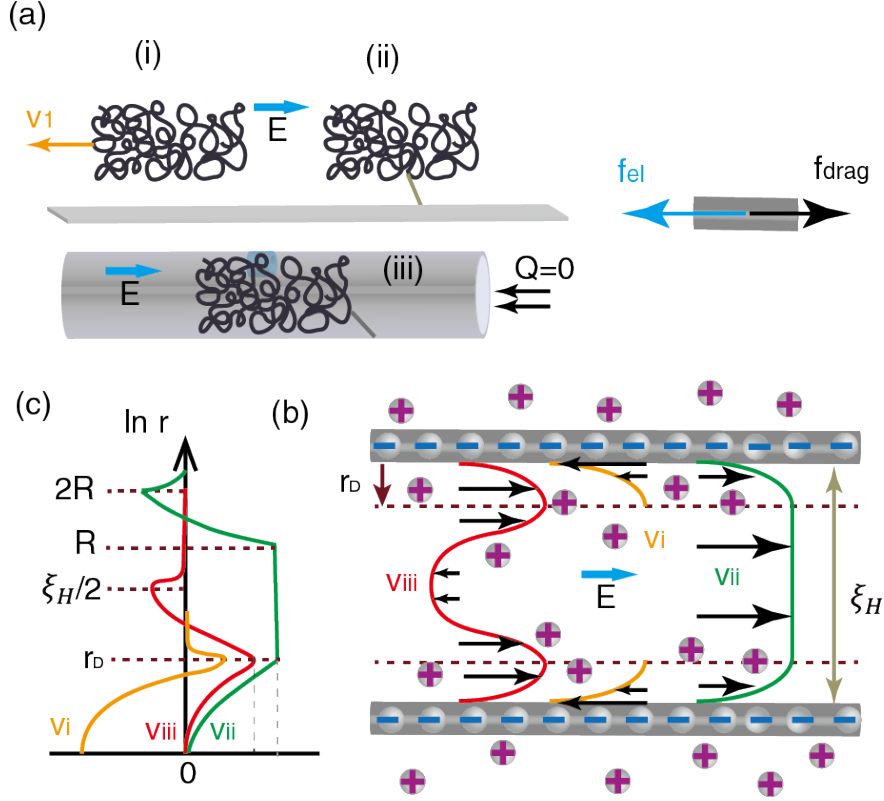 (a)
(i)
(ii)
v1
E
fel
fdrag
E
(iii)
Q=0
(c)
ln r
(b)
2R
R
ξH/2
rD
vi
viii
vii
0
rD
vi
viii
E
vii
ξH